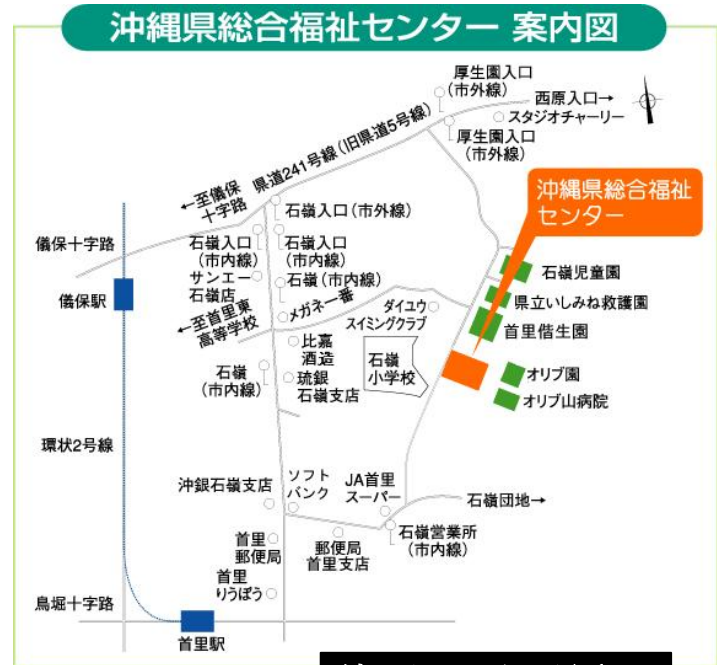 沖縄県総合福祉センター 案内図
厚生園入口
(市外線)
西原入口→
スタジオチャーリー
厚生園入口
(市外線)
県道241号線(旧県道5号線)
←至儀保
十字路
沖縄県総合福祉
センター
石嶺入口(市外線)
儀保十字路
石嶺入口
(市内線)
石嶺入口
(市内線)
サンエー
石嶺店
石嶺(市内線)
石嶺児童園
儀保駅
メガネ一番
ダイユウ
スイミングクラブ
県立いしみね救護園
←至首里東
高等学校
首里偕生園
比嘉
酒造
石嶺
小学校
石嶺
(市内線)
琉銀
石嶺支店
オリブ園
オリブ山病院
環状2号線
沖銀石嶺支店
ソフト
バンク
JA首里
スーパー
石嶺団地→
首里
郵便局
郵便局
首里支店
石嶺営業所
(市内線)
首里
りうぼう
鳥堀十字路
首里駅